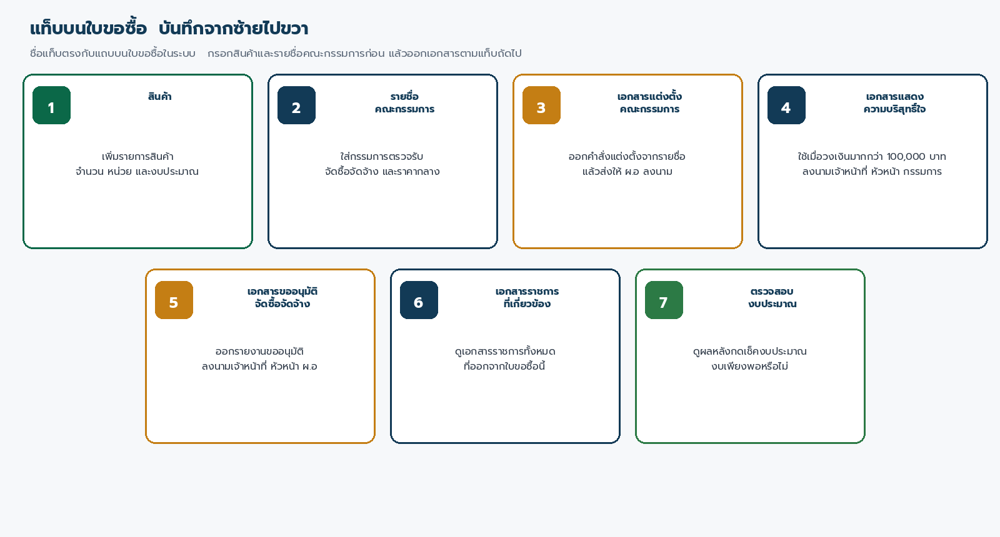 แท็บบนใบขอซื้อ บันทึกจากซ้ายไปขวา
ชื่อแท็บตรงกับแถบบนใบขอซื้อในระบบ กรอกสินค้าและรายชื่อคณะกรรมการก่อน แล้วออกเอกสารตามแท็บถัดไป
1
สินค้า
เพิ่มรายการสินค้า
จำนวน หน่วย และงบประมาณ
2
รายชื่อ
คณะกรรมการ
ใส่กรรมการตรวจรับ
จัดซื้อจัดจ้าง และราคากลาง
3
เอกสารแต่งตั้ง
คณะกรรมการ
ออกคำสั่งแต่งตั้งจากรายชื่อ
แล้วส่งให้ ผ.อ ลงนาม
4
เอกสารแสดง
ความบริสุทธิ์ใจ
ใช้เมื่อวงเงินมากกว่า 100,000 บาท
ลงนามเจ้าหน้าที่ หัวหน้า กรรมการ
5
เอกสารขออนุมัติ
จัดซื้อจัดจ้าง
ออกรายงานขออนุมัติ
ลงนามเจ้าหน้าที่ หัวหน้า ผ.อ
6
เอกสารราชการ
ที่เกี่ยวข้อง
ดูเอกสารราชการทั้งหมด
ที่ออกจากใบขอซื้อนี้
7
ตรวจสอบ
งบประมาณ
ดูผลหลังกดเช็คงบประมาณ
งบเพียงพอหรือไม่